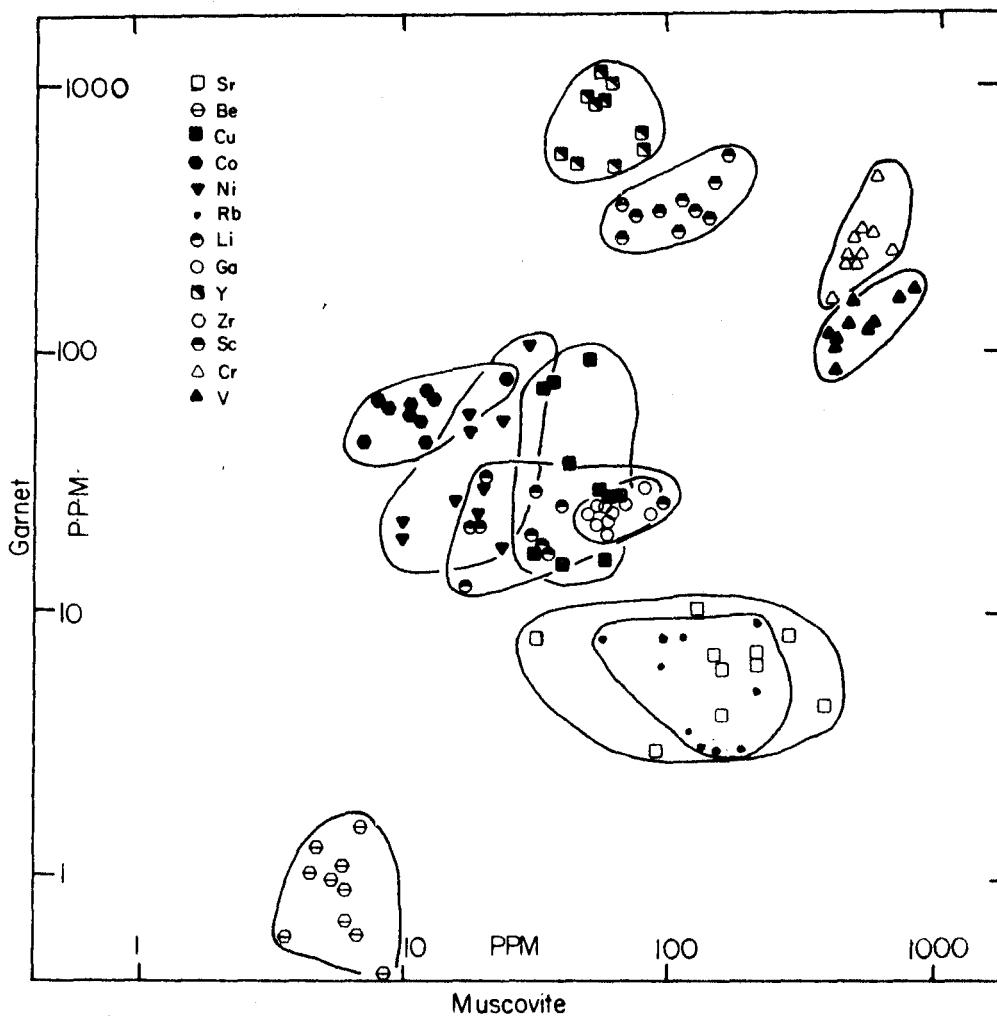 1000
Sr
Be
Cu
Co
Ni
Rb
Li
Ga
Y
Zr
Sc
Cr
V
100
Garnet
P.P.M.
10
1
1 10 PPM 100 1000
Muscovite